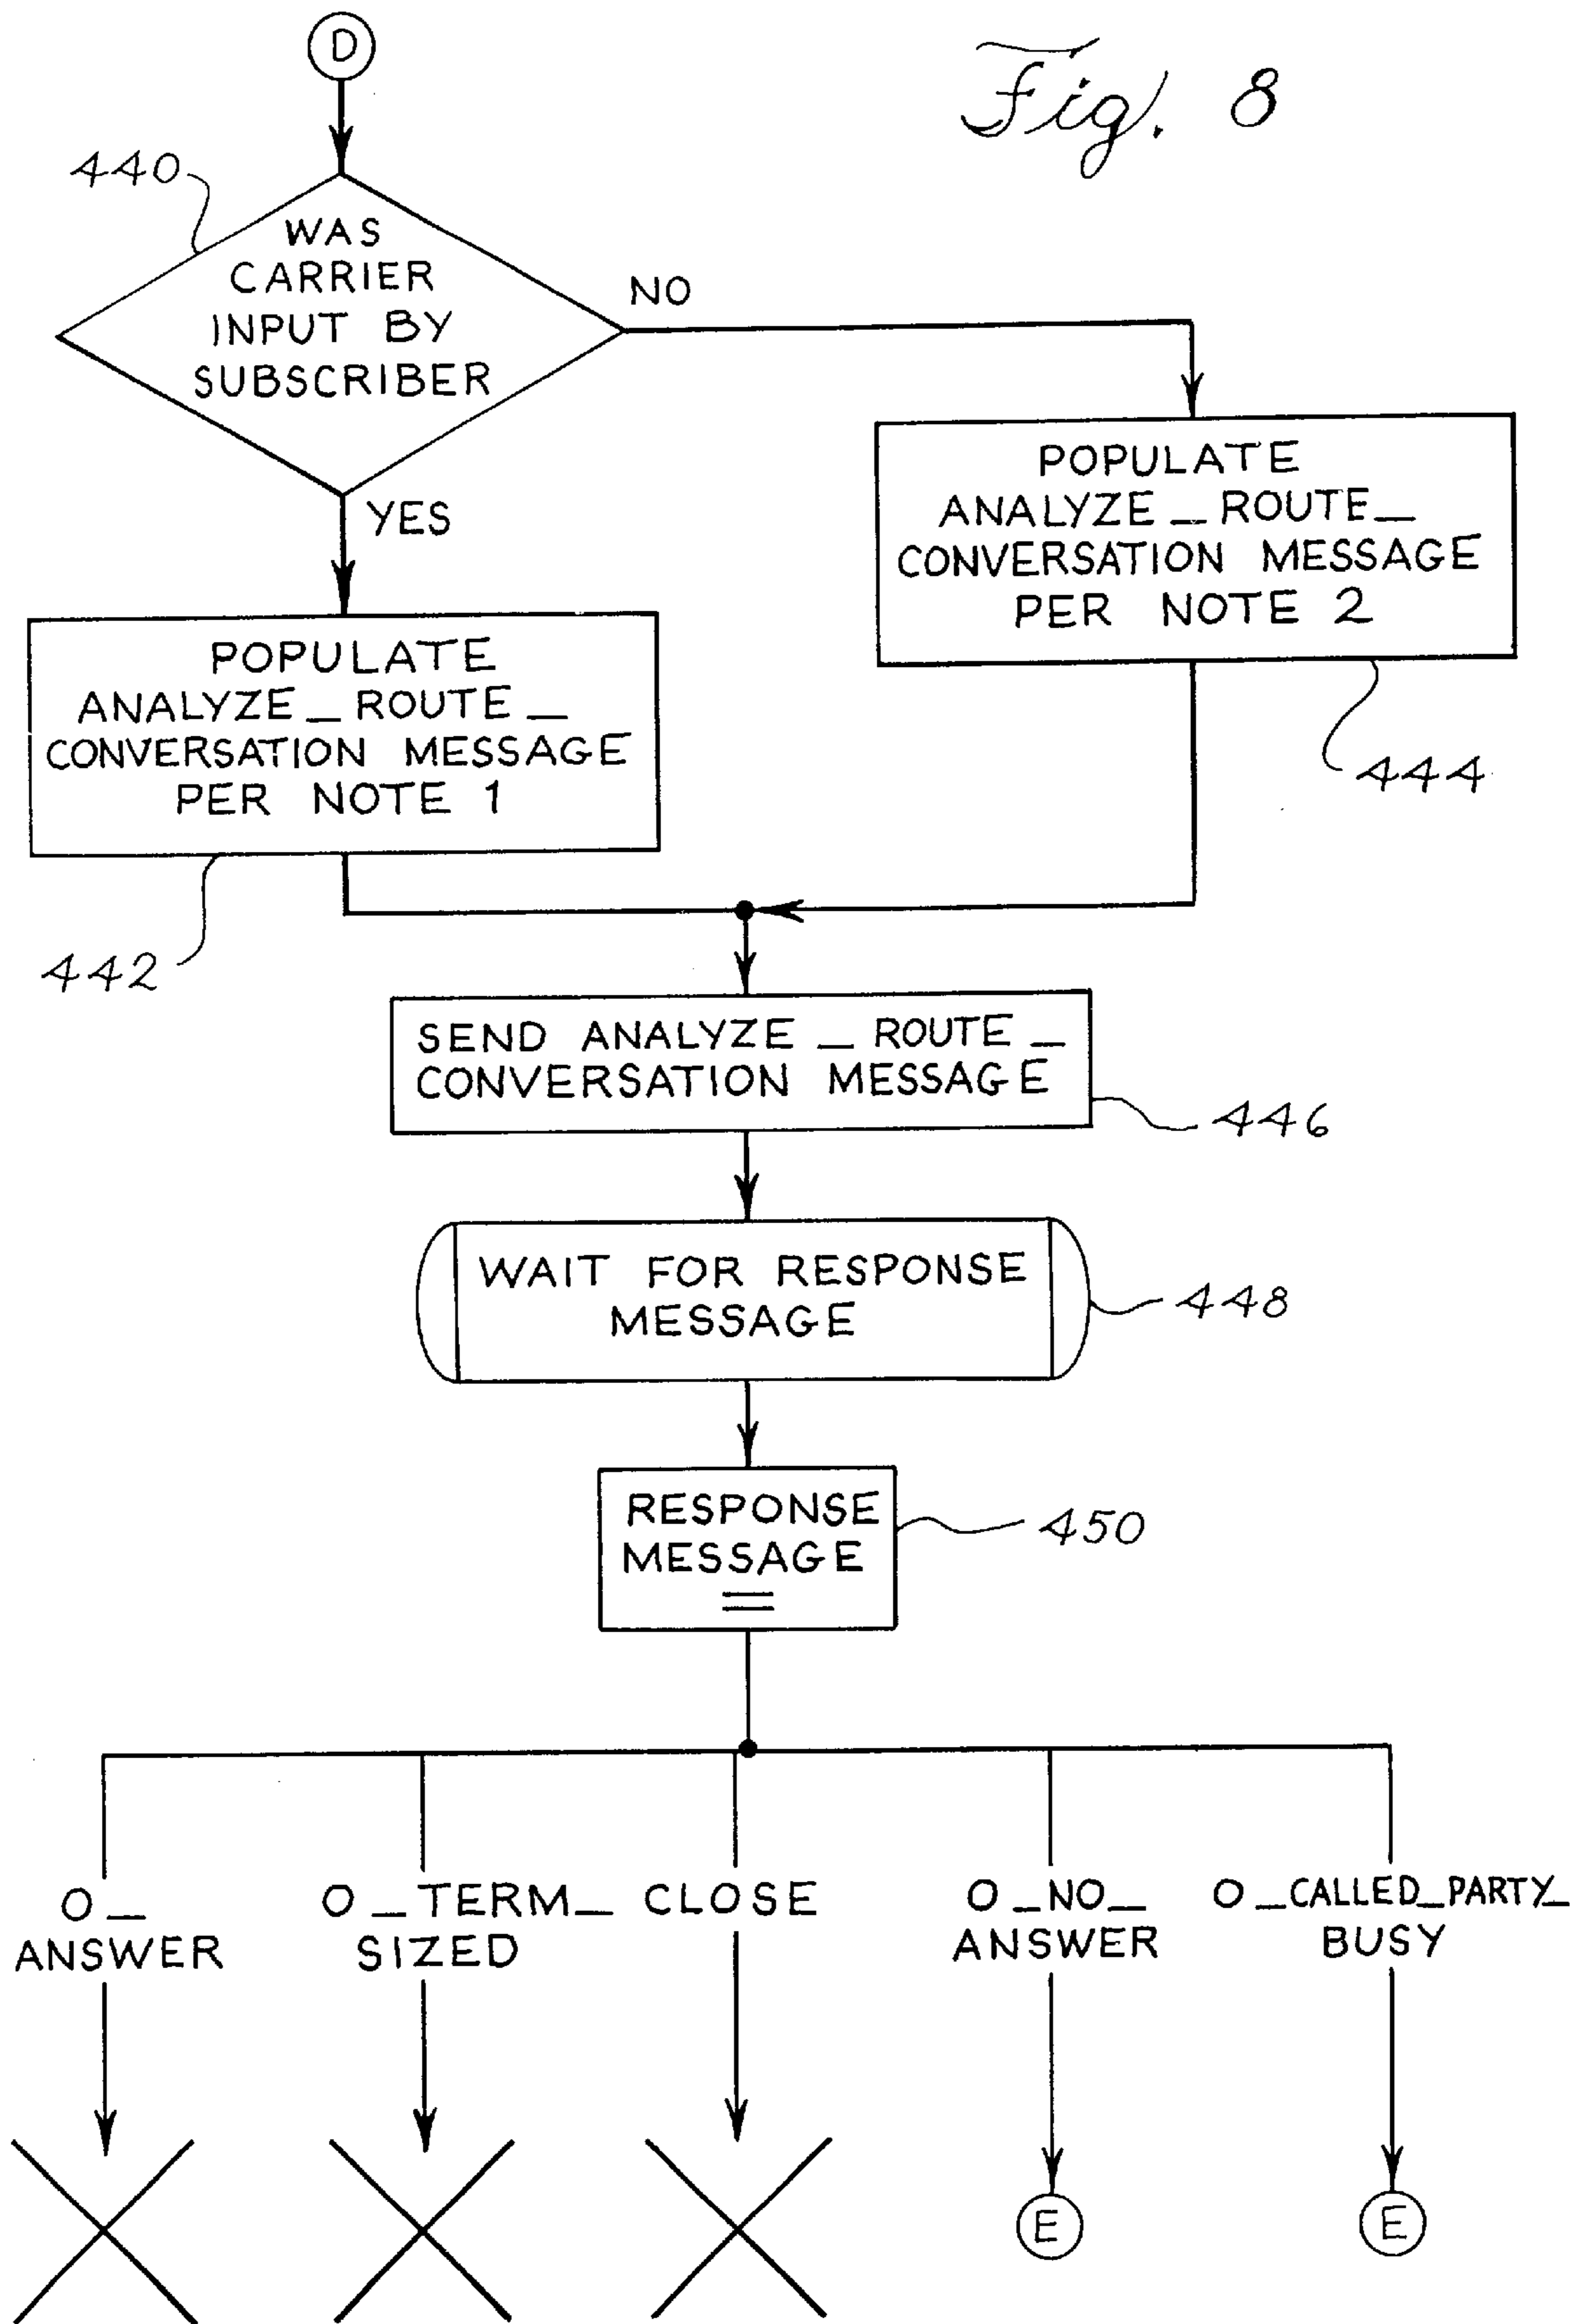 D
Fig. 8
440
WAS
CARRIER
INPUT BY
SUBSCRIBER
NO
YES
POPULATE
ANALYZE_ROUTE_
CONVERSATION MESSAGE
PER NOTE 2
444
POPULATE
ANALYZE_ROUTE_
CONVERSATION MESSAGE
PER NOTE 1
442
SEND ANALYZE_ROUTE_
CONVERSATION MESSAGE
446
WAIT FOR RESPONSE
MESSAGE
448
RESPONSE
MESSAGE
=
450
O_
ANSWER
O_TERM_
SIZED
CLOSE
O_NO_
ANSWER
O_CALLED_PARTY_
BUSY
E
E